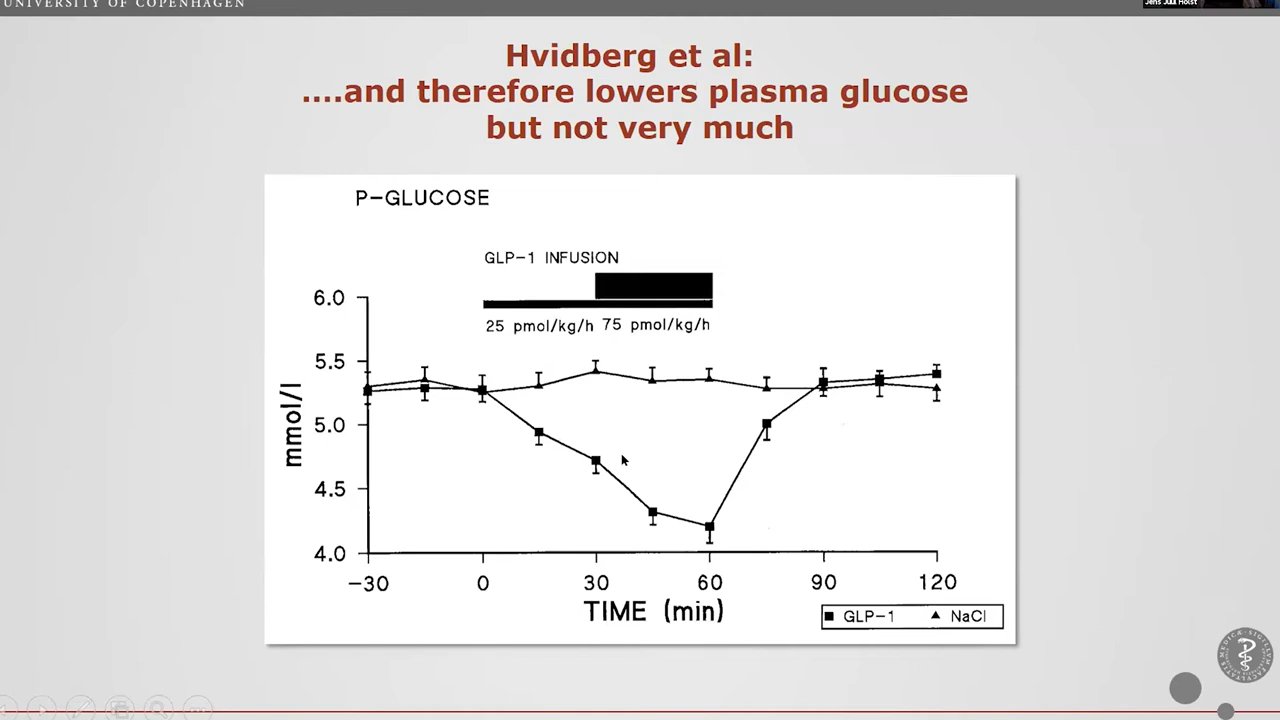 UNIVERSITY OF COPENHAGEN
Jens Juul Holst
Hvidberg et al:
....and therefore lowers plasma glucose
but not very much
P-GLUCOSE
GLP-1 INFUSION
25 pmol/kg/h 75 pmol/kg/h
6.0
5.5
5.0
4.5
4.0
mmol/l
-30 0 30 60 90 120
TIME (min)
GLP-1 NaCl